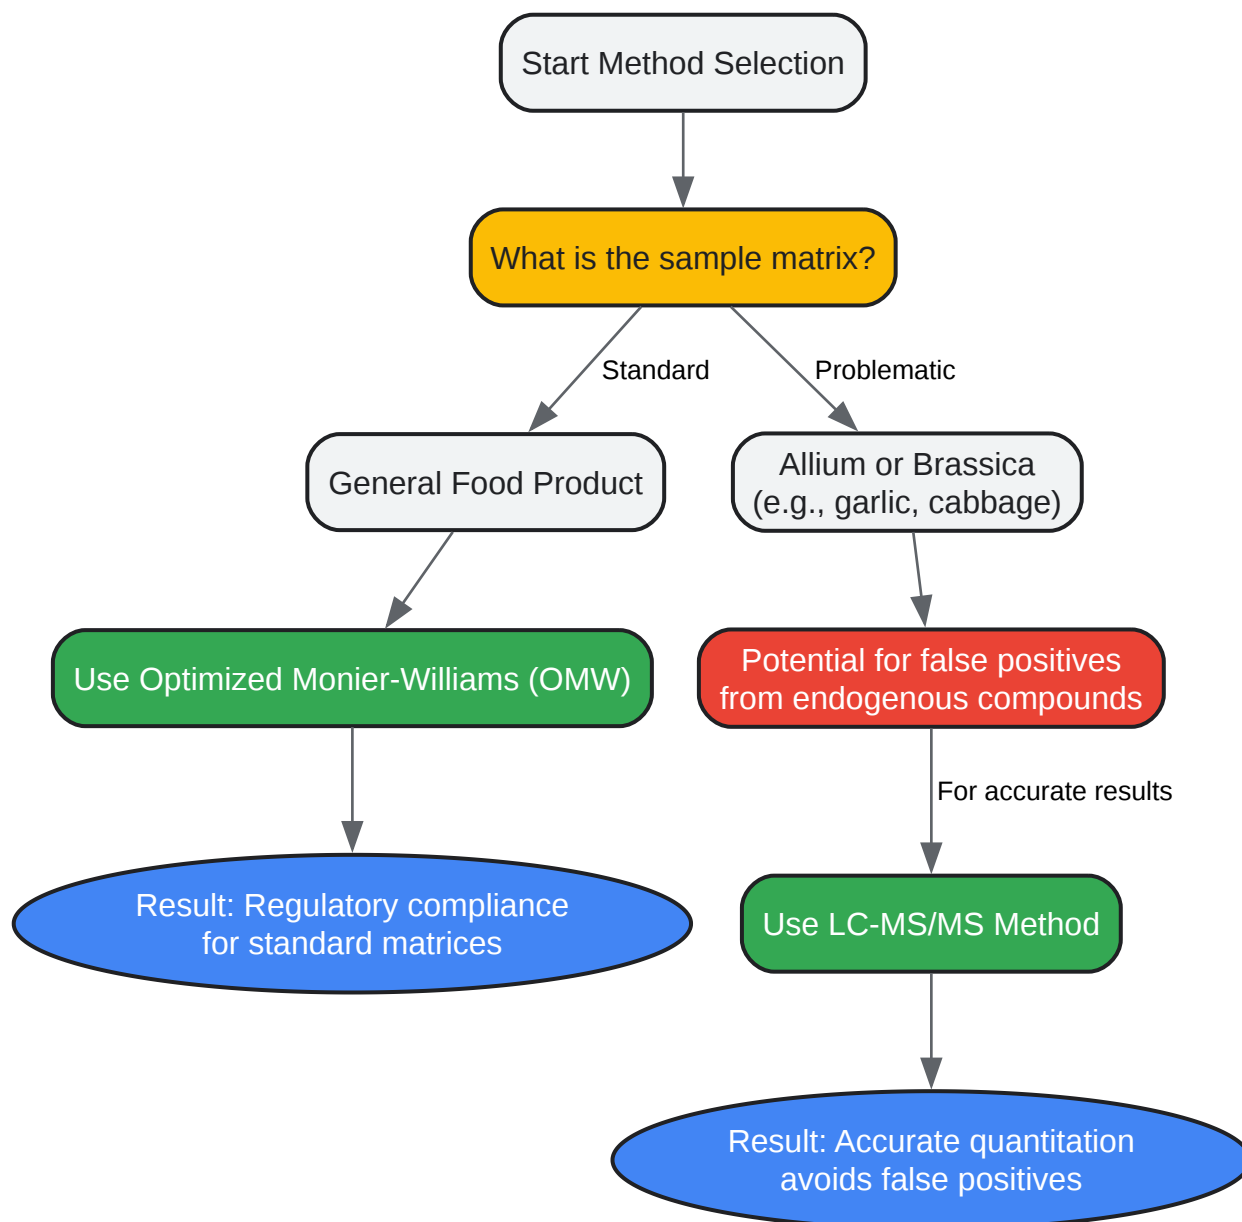 Start Method Selection
What is the sample matrix?
Standard
Problematic
General Food Product
Allium or Brassica
(e.g., garlic, cabbage)
Use Optimized Monier-Williams (OMW)
Potential for false positives
from endogenous compounds
For accurate results
Result: Regulatory compliance
for standard matrices
Use LC-MS/MS Method
Result: Accurate quantitation
avoids false positives